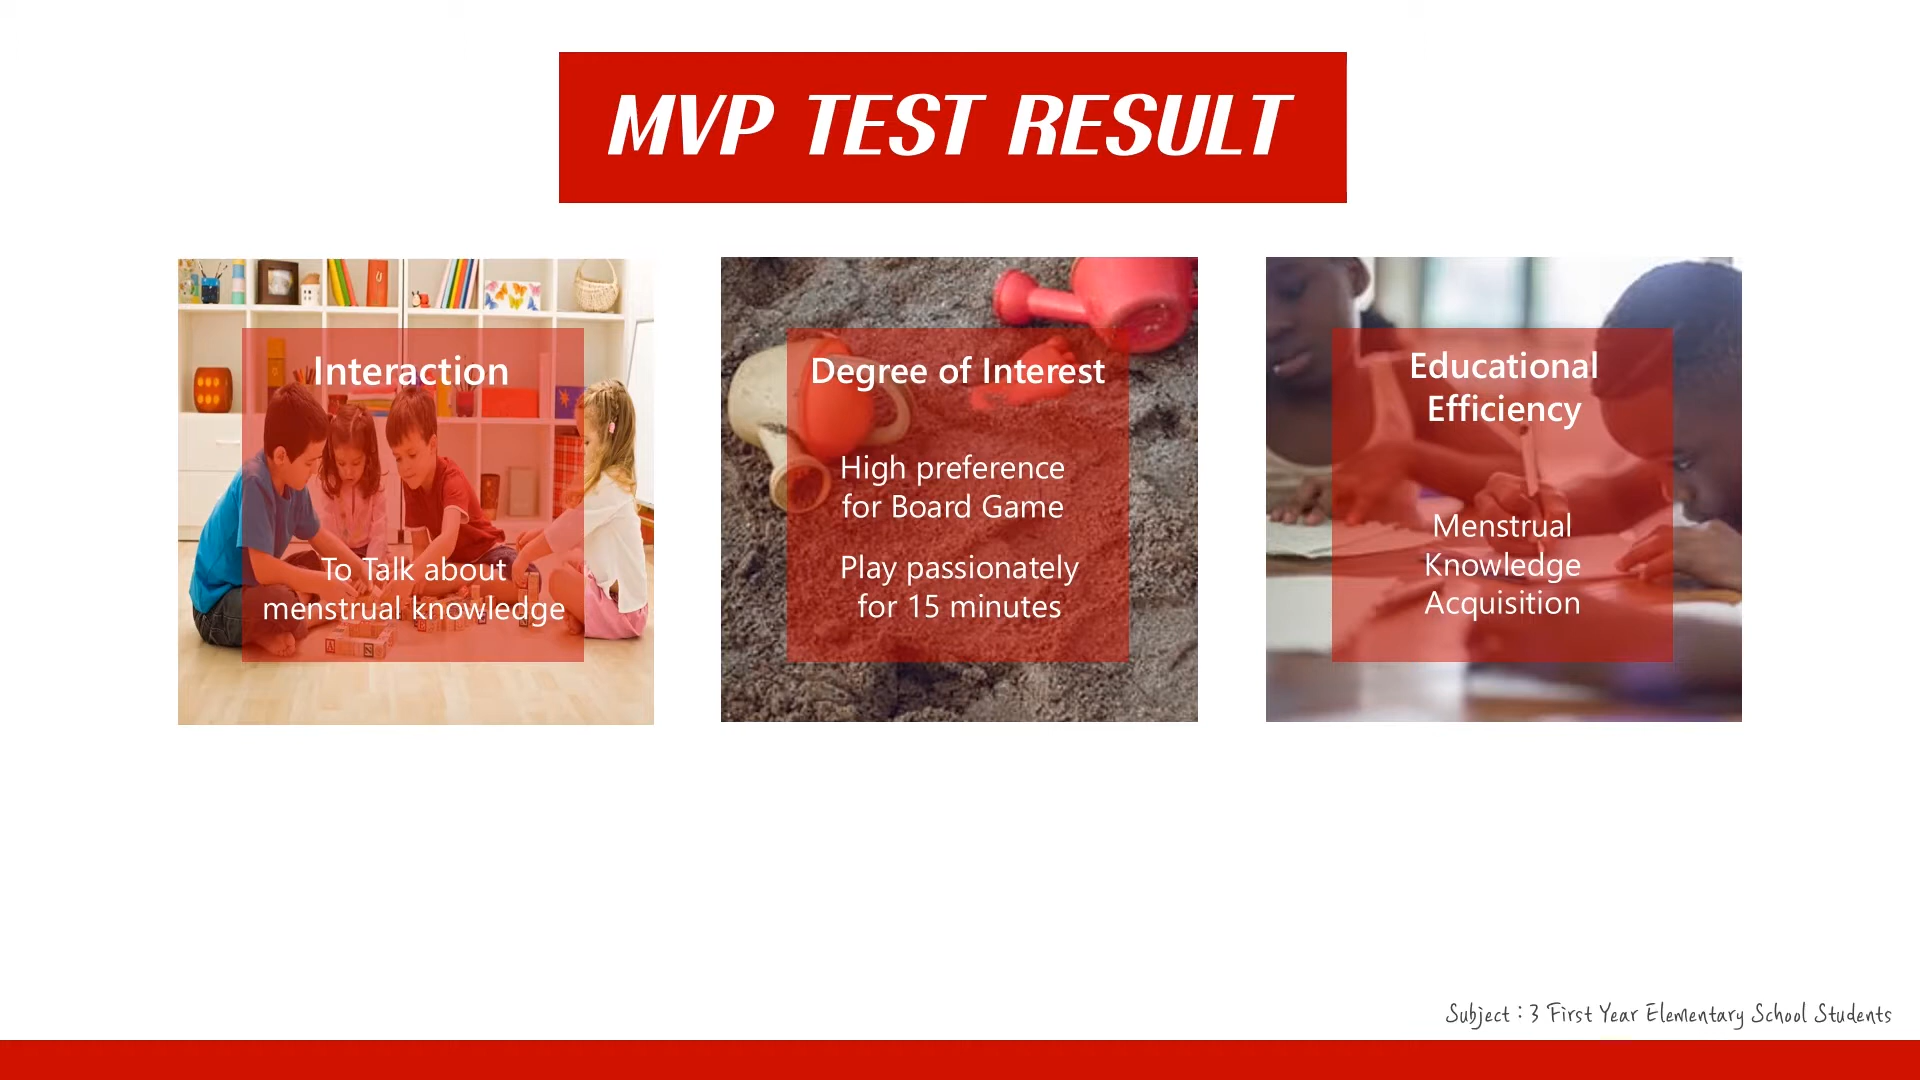 MVP TEST RESULT
Interaction
To Talk about
menstrual knowledge
Degree of Interest
High preference
for Board Game
Play passionately
for 15 minutes
Educational
Efficiency
Menstrual
Knowledge
Acquisition
Subject : 3 First Year Elementary School Students